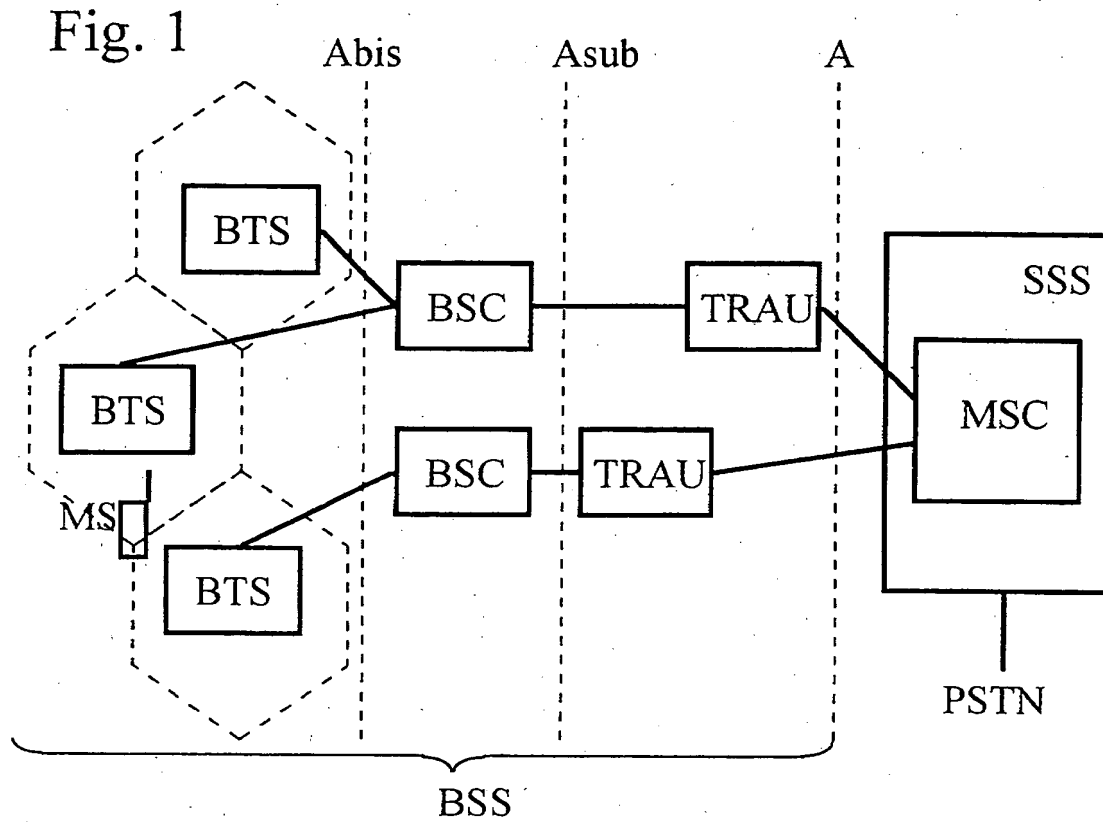 Fig. 1
Abis
Asub
A
BTS
BSC
TRAU
SSS
BTS
MSC
BSC
TRAU
MS
BTS
PSTN
BSS